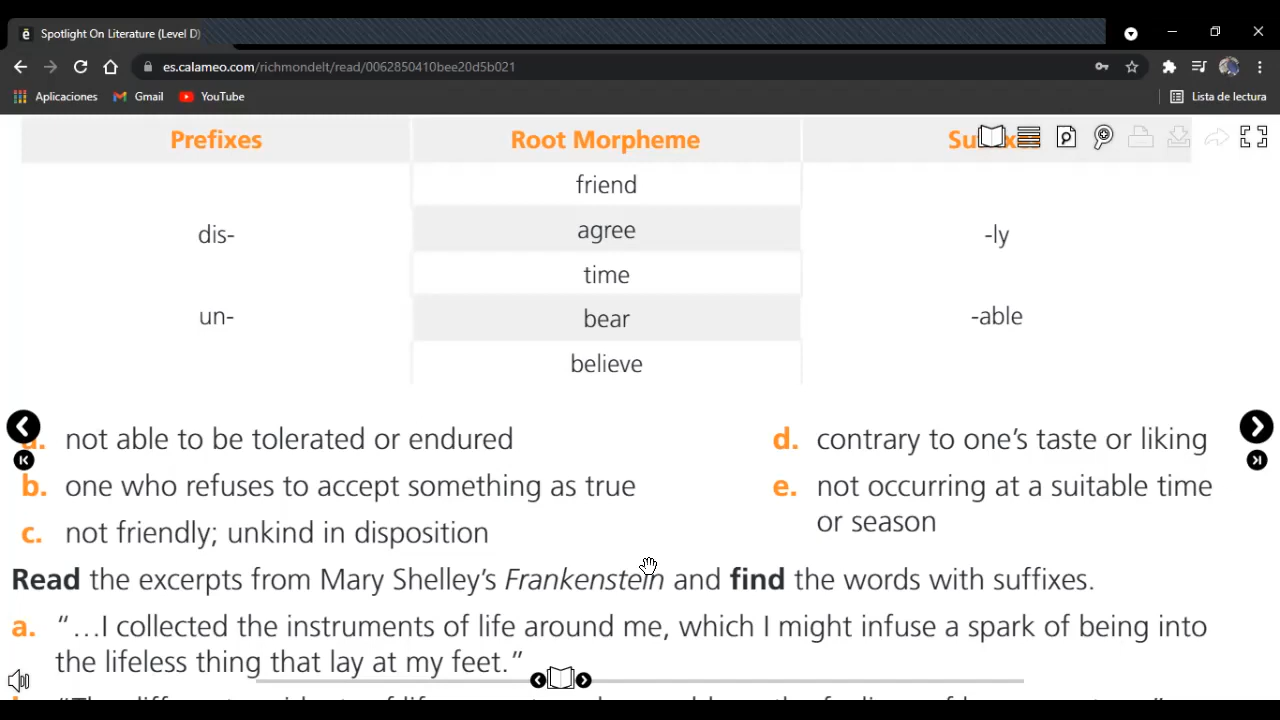 Spotlight On Literature (Level D)
es.calameo.com/richmondelt/read/0062850410bee20d5b021
Aplicaciones Gmail YouTube Lista de lectura
Prefixes Root Morpheme
friend
dis- agree -ly
time
un- bear -able
believe
a. not able to be tolerated or endured
b. one who refuses to accept something as true
c. not friendly; unkind in disposition
d. contrary to one's taste or liking
e. not occurring at a suitable time
or season
Read the excerpts from Mary Shelley's Frankenstein and find the words with suffixes.
a. "…I collected the instruments of life around me, which I might infuse a spark of being into
the lifeless thing that lay at my feet."